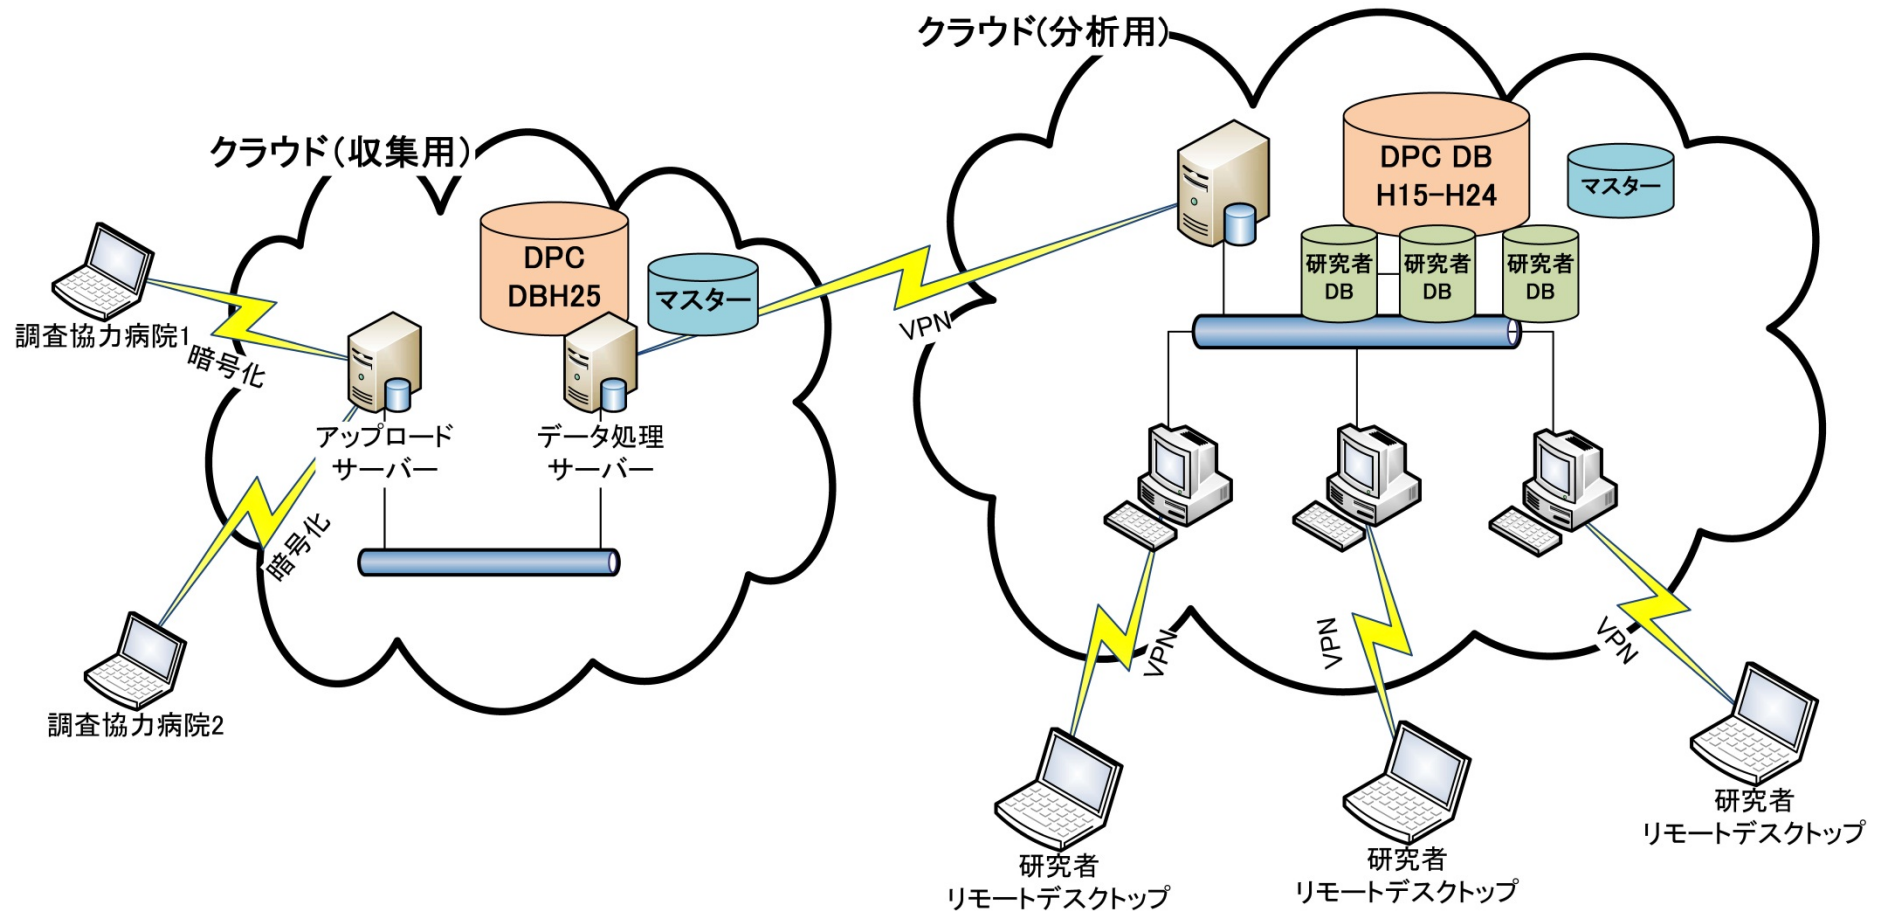 クラウド(分析用)
クラウド(収集用)
DPC DB
H15-H24
マスター
研究者
DB
研究者
DB
研究者
DB
DPC
DBH25
マスター
VPN
調査協力病院1
暗号化
アップロード
サーバー
データ処理
サーバー
暗号化
調査協力病院2
VPN
VPN
VPN
研究者
リモートデスクトップ
研究者
リモートデスクトップ
研究者
リモートデスクトップ